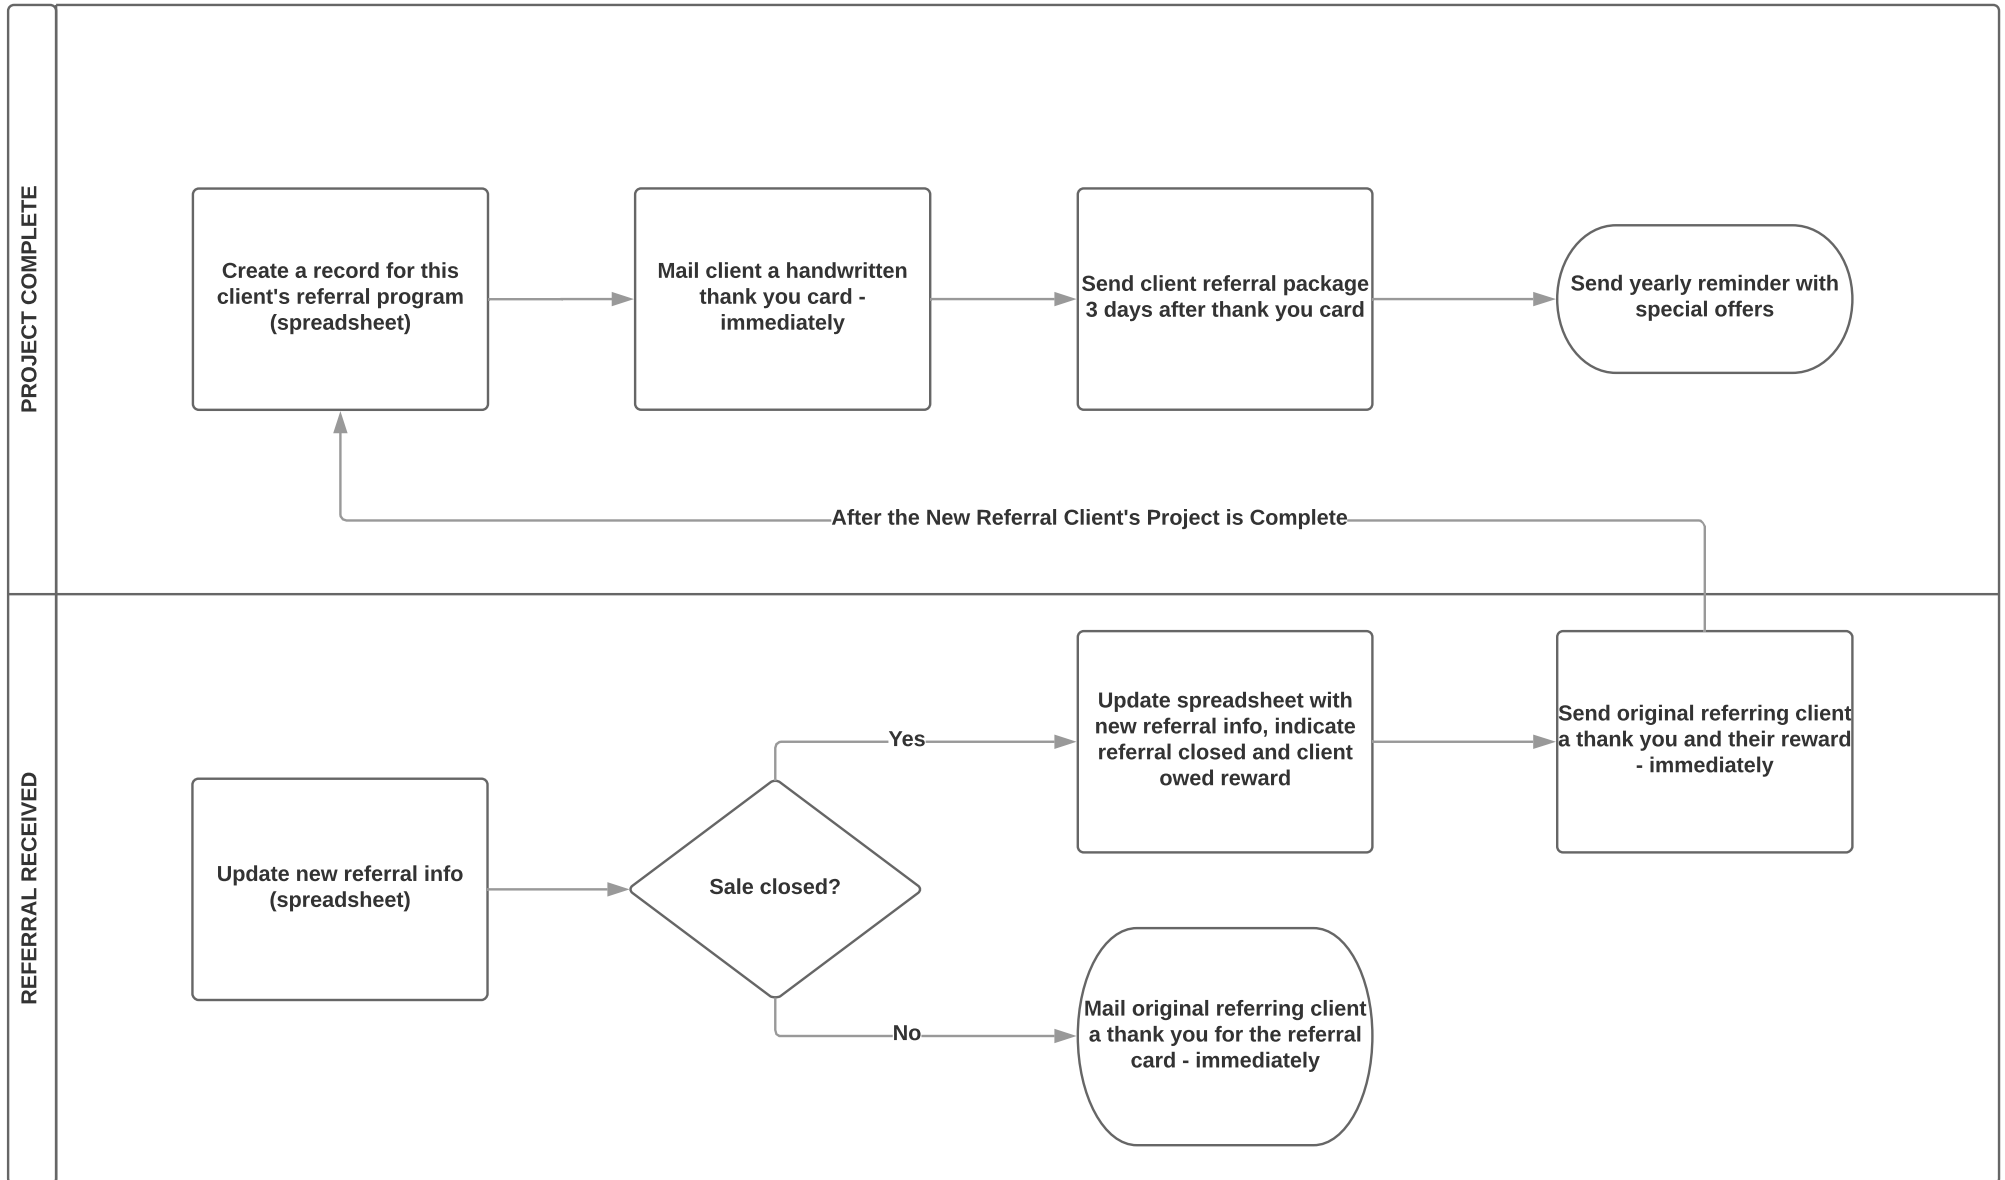 PROJECT COMPLETE
Create a record for this
client's referral program
(spreadsheet)
Mail client a handwritten
thank you card -
immediately
Send client referral package
3 days after thank you card
Send yearly reminder with
special offers
After the New Referral Client's Project is Complete
REFERRAL RECEIVED
Update new referral info
(spreadsheet)
Sale closed?
Yes
Update spreadsheet with
new referral info, indicate
referral closed and client
owed reward
Send original referring client
a thank you and their reward
- immediately
No
Mail original referring client
a thank you for the referral
card - immediately